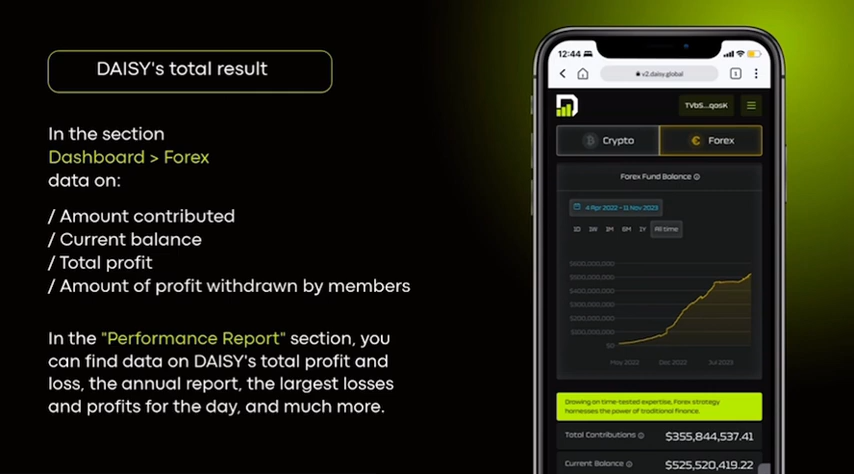 DAISY's total result
In the section
Dashboard > Forex
data on:
/ Amount contributed
/ Current balance
/ Total profit
/ Amount of profit withdrawn by members
In the "Performance Report" section, you
can find data on DAISY's total profit and
loss, the annual report, the largest losses
and profits for the day, and much more.
12:44
v2.daisy.global
1
TVbS...qosK
Crypto
Forex
Forex Fund Balance
4 Apr 2022 – 11 Nov 2023
1D 1W 1M 6M 1Y All time
$600,000,000
$500,000,000
$400,000,000
$300,000,000
$200,000,000
$100,000,000
$0
May 2022 Dec 2022 Jul 2023
Drawing on time-tested expertise, Forex strategy
harnesses the power of traditional finance.
Total Contributions $355,844,537.41
Current Balance $525,520,419.22